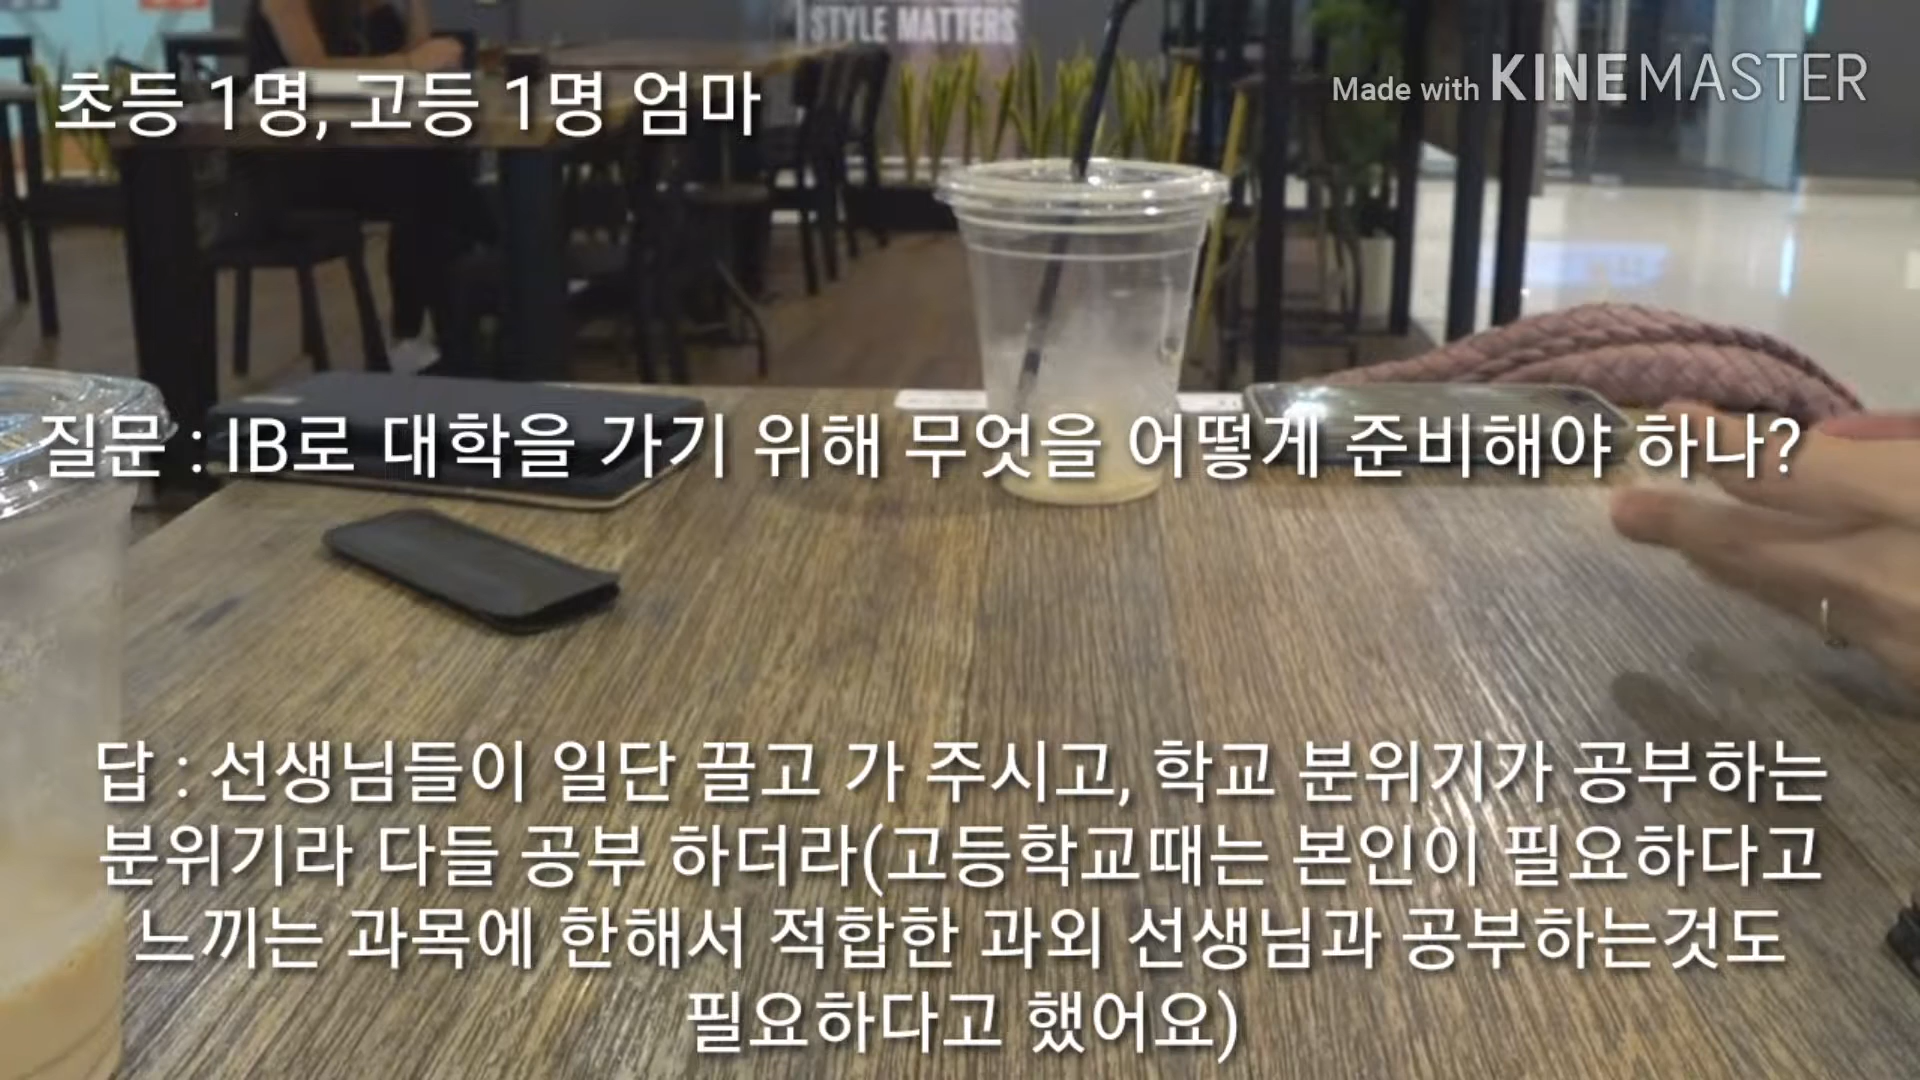 STYLE MATTERS
Made with KINEMASTER
초등 1명, 고등 1명 엄마
질문 : IB로 대학을 가기 위해 무엇을 어떻게 준비해야 하나?
답 : 선생님들이 일단 끌고 가 주시고, 학교 분위기가 공부하는
분위기라 다들 공부 하더라(고등학교때는 본인이 필요하다고
느끼는 과목에 한해서 적합한 과외 선생님과 공부하는것도
필요하다고 했어요)